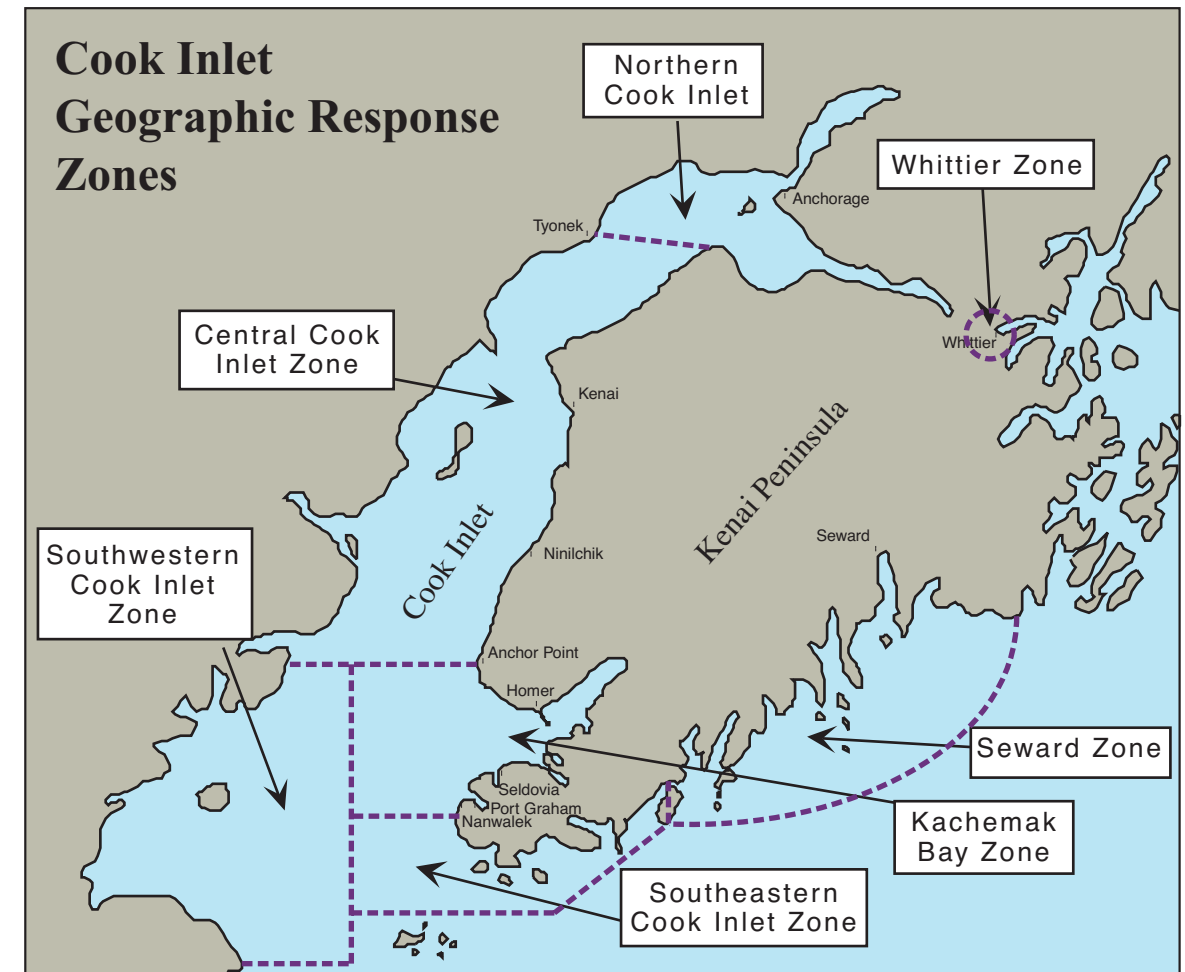 Cook Inlet
Geographic Response
Zones
Northern
Cook Inlet
Whittier Zone
Anchorage
Tyonek
Central Cook
Inlet Zone
Whittier
Kenai
Kenai Peninsula
Cook Inlet
Seward
Ninilchik
Southwestern
Cook Inlet
Zone
Anchor Point
Homer
Seward Zone
Seldovia
Port Graham
Nanwalek
Kachemak
Bay Zone
Southeastern
Cook Inlet Zone